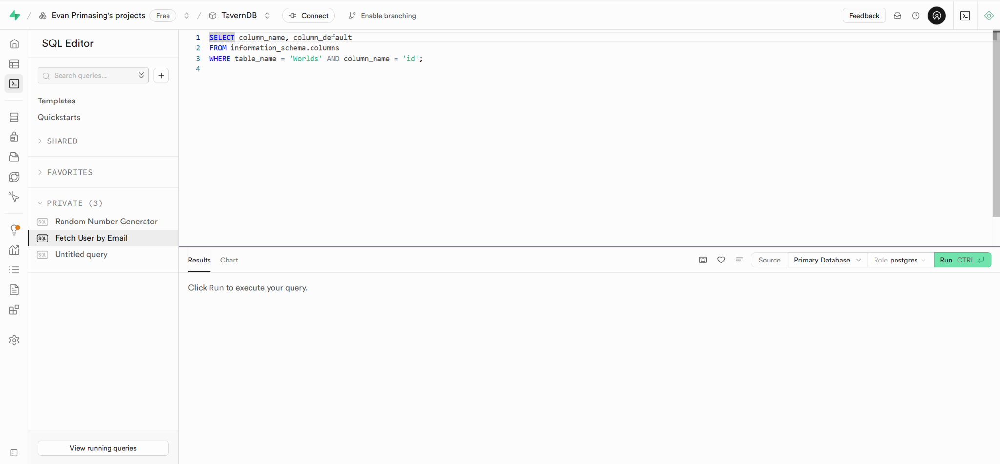 / Evan Primasing's projects Free / TavernDB Connect Enable branching Feedback
SQL Editor
Search queries...
Templates
Quickstarts
SHARED
FAVORITES
PRIVATE (3)
SQL Random Number Generator
SQL Fetch User by Email
SQL Untitled query
View running queries
1 SELECT column_name, column_default
2 FROM information_schema.columns
3 WHERE table_name = 'Worlds' AND column_name = 'id';
4
Results Chart Source Primary Database Role postgres Run CTRL
Click Run to execute your query.